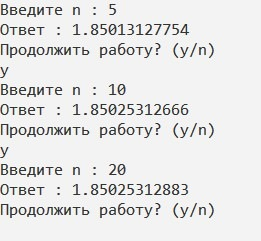 Введите n : 5
Ответ : 1.85013127754
Продолжить работу? (y/n)
y
Введите n : 10
Ответ : 1.85025312666
Продолжить работу? (y/n)
y
Введите n : 20
Ответ : 1.85025312883
Продолжить работу? (y/n)